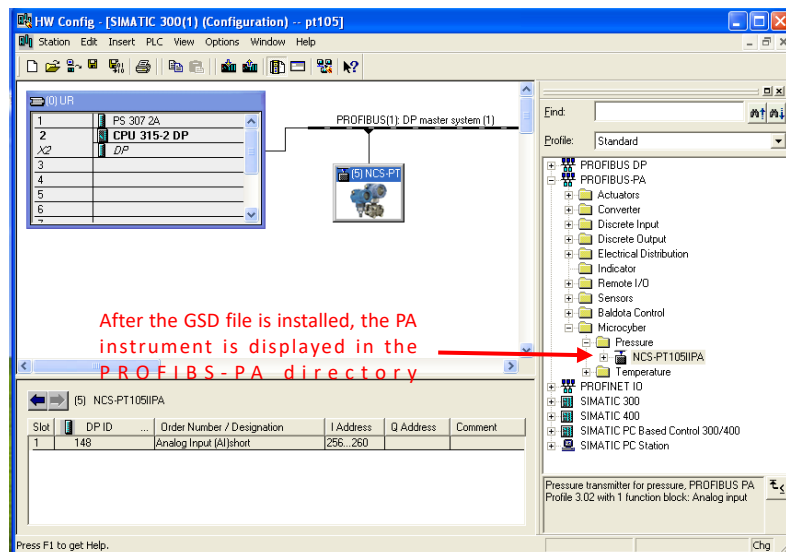 HW Config - [SIMATIC 300(1) (Configuration) -- pt105]
Station Edit Insert PLC View Options Window Help
(0) UR
1 PS 307 2A
2 CPU 315-2 DP
X2 DP
3
4
5
6
PROFIBUS(1): DP master system (1)
(5) NCS-PT
After the GSD file is installed, the PA
instrument is displayed in the
PROFIBS-PA directory
Find:
Profile: Standard
PROFIBUS DP
PROFIBUS-PA
Actuators
Converter
Discrete Input
Discrete Output
Electrical Distribution
Indicator
Remote I/O
Sensors
Baldota Control
Microcyber
Pressure
NCS-PT105IIPA
Temperature
PROFINET IO
SIMATIC 300
SIMATIC 400
SIMATIC PC Based Control 300/400
SIMATIC PC Station
Pressure transmitter for pressure, PROFIBUS PA
Profile 3.02 with 1 function block: Analog input
(5) NCS-PT105IIPA
Slot DP ID ... Order Number / Designation I Address Q Address Comment
1 148 Analog Input (AI)short 256...260
Press F1 to get Help.
Chg